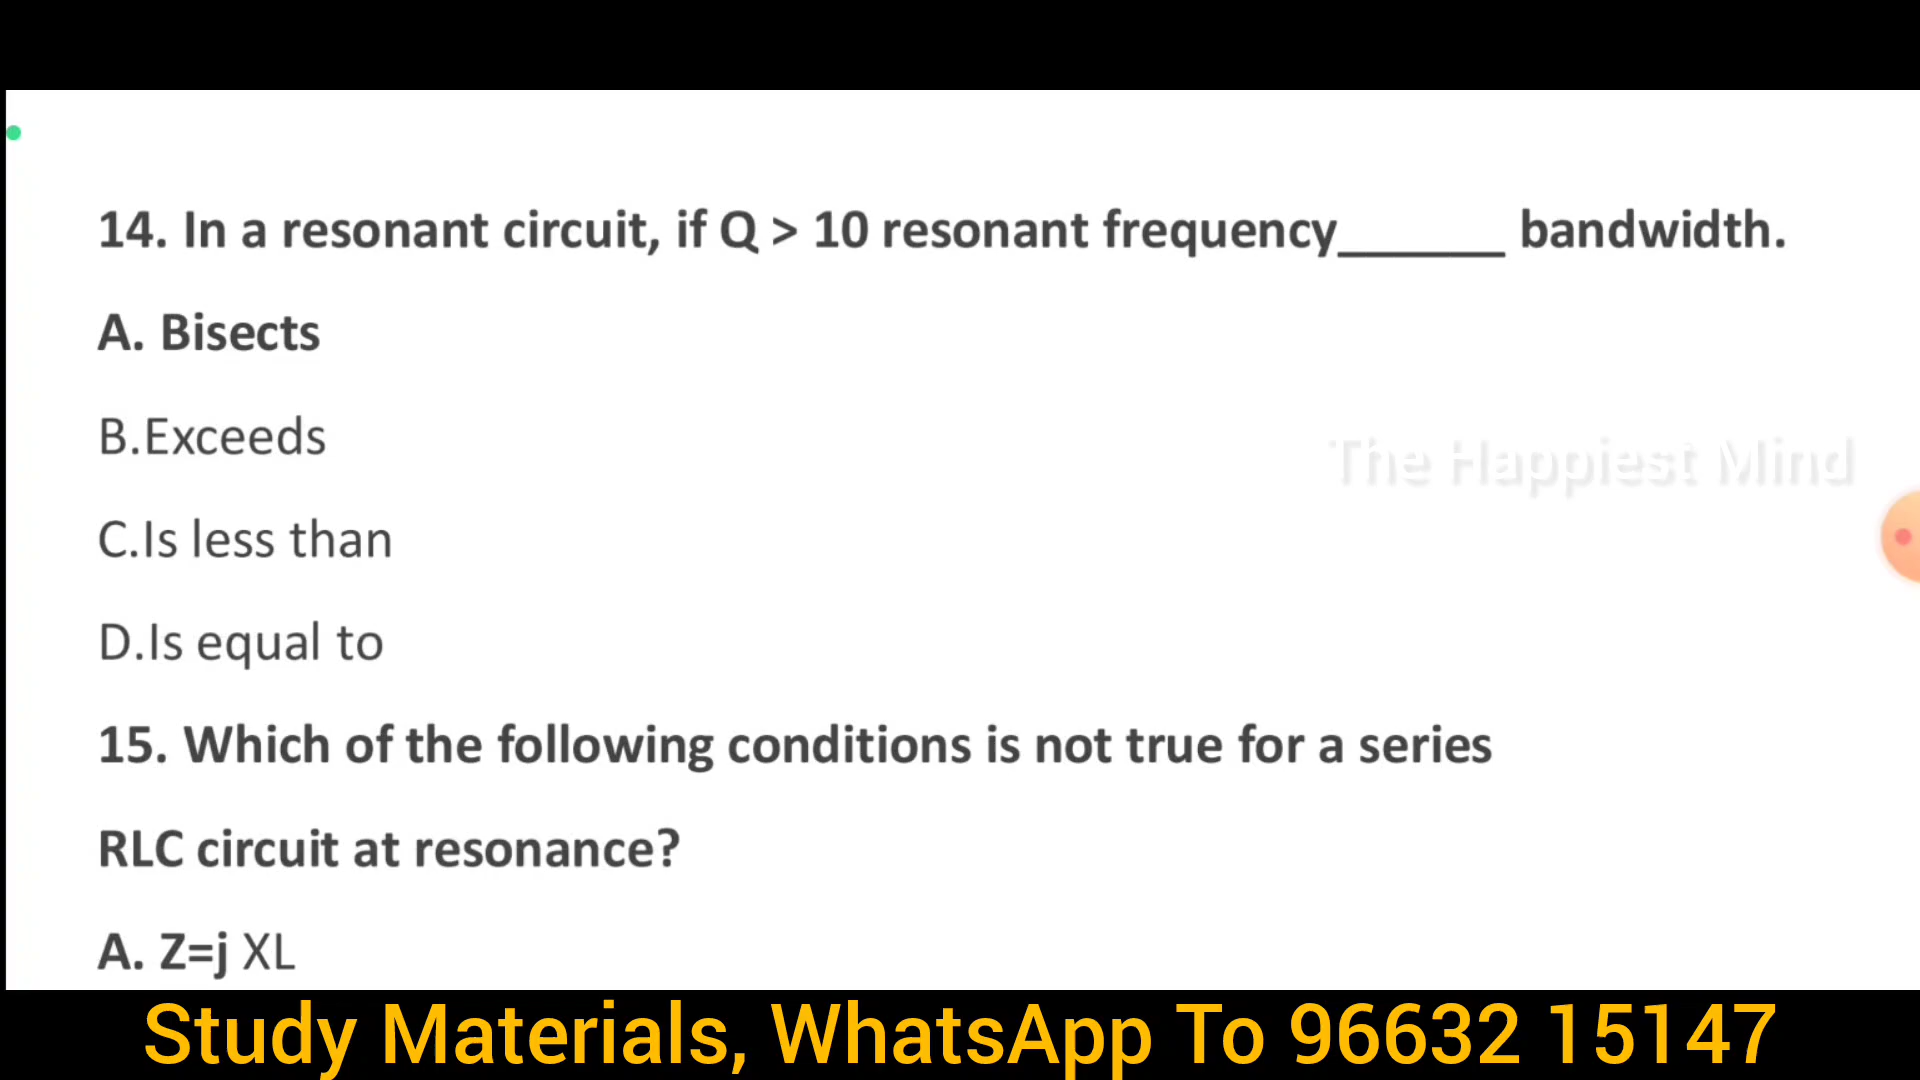 14. In a resonant circuit, if Q > 10 resonant frequency______ bandwidth.
A. Bisects
B.Exceeds
The Happiest Mind
C.Is less than
D.Is equal to
15. Which of the following conditions is not true for a series
RLC circuit at resonance?
A. Z=j XL
Study Materials, WhatsApp To 96632 15147